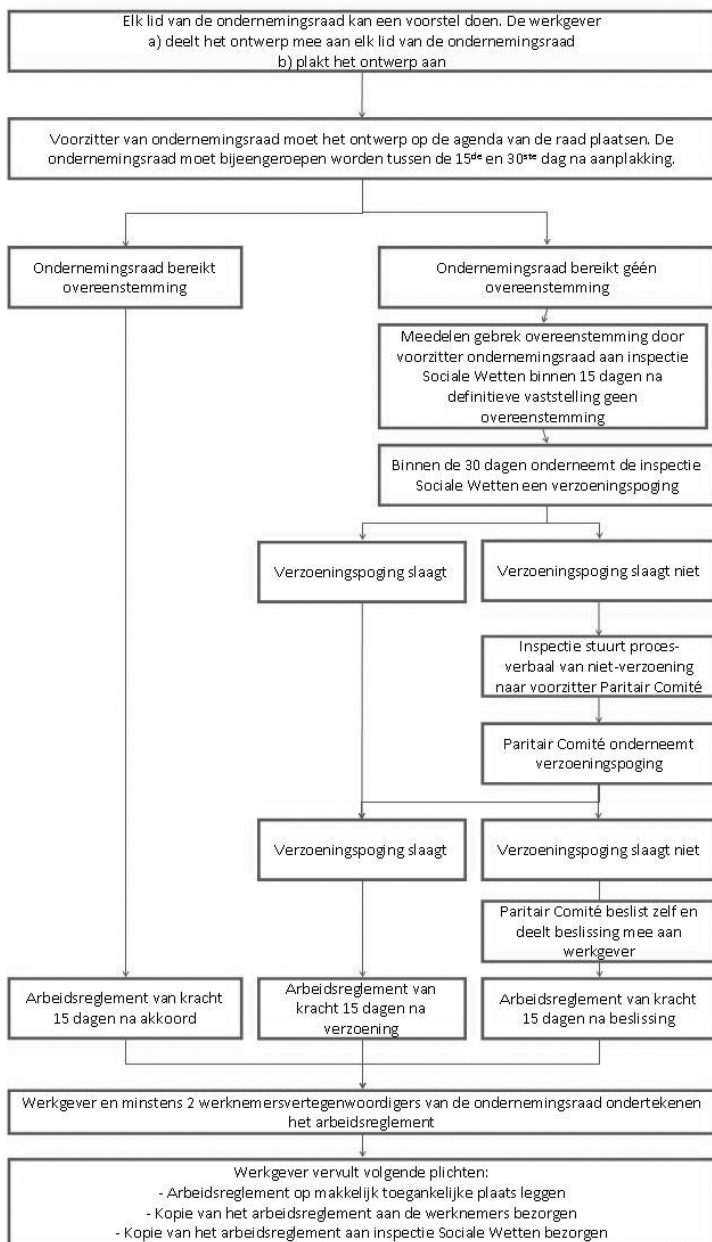 Elk lid van de ondernemingsraad kan een voorstel doen. De werkgever
a) deelt het ontwerp mee aan elk lid van de ondernemingsraad
b) plakt het ontwerp aan
Voorzitter van ondernemingsraad moet het ontwerp op de agenda van de raad plaatsen. De
ondernemingsraad moet bijeengeroepen worden tussen de 15de en 30ste dag na aanplakking.
Ondernemingsraad bereikt
overeenstemming
Ondernemingsraad bereikt géén
overeenstemming
Meedelen gebrek overeenstemming door
voorzitter ondernemingsraad aan inspectie
Sociale Wetten binnen 15 dagen na
definitieve vaststelling geen
overeenstemming
Binnen de 30 dagen onderneemt de inspectie
Sociale Wetten een verzoeningspoging
Verzoeningspoging slaagt
Verzoeningspoging slaagt niet
Inspectie stuurt proces-
verbaal van niet-verzoening
naar voorzitter Paritair Comité
Paritair Comité onderneemt
verzoeningspoging
Verzoeningspoging slaagt
Verzoeningspoging slaagt niet
Paritair Comité beslist zelf en
deelt beslissing mee aan
werkgever
Arbeidsreglement van kracht
15 dagen na akkoord
Arbeidsreglement van
kracht 15 dagen na
verzoening
Arbeidsreglement van kracht
15 dagen na beslissing
Werkgever en minstens 2 werknemersvertegenwoordigers van de ondernemingsraad ondertekenen
het arbeidsreglement
Werkgever vervult volgende plichten:
- Arbeidsreglement op makkelijk toegankelijke plaats leggen
- Kopie van het arbeidsreglement aan de werknemers bezorgen
- Kopie van het arbeidsreglement aan inspectie Sociale Wetten bezorgen